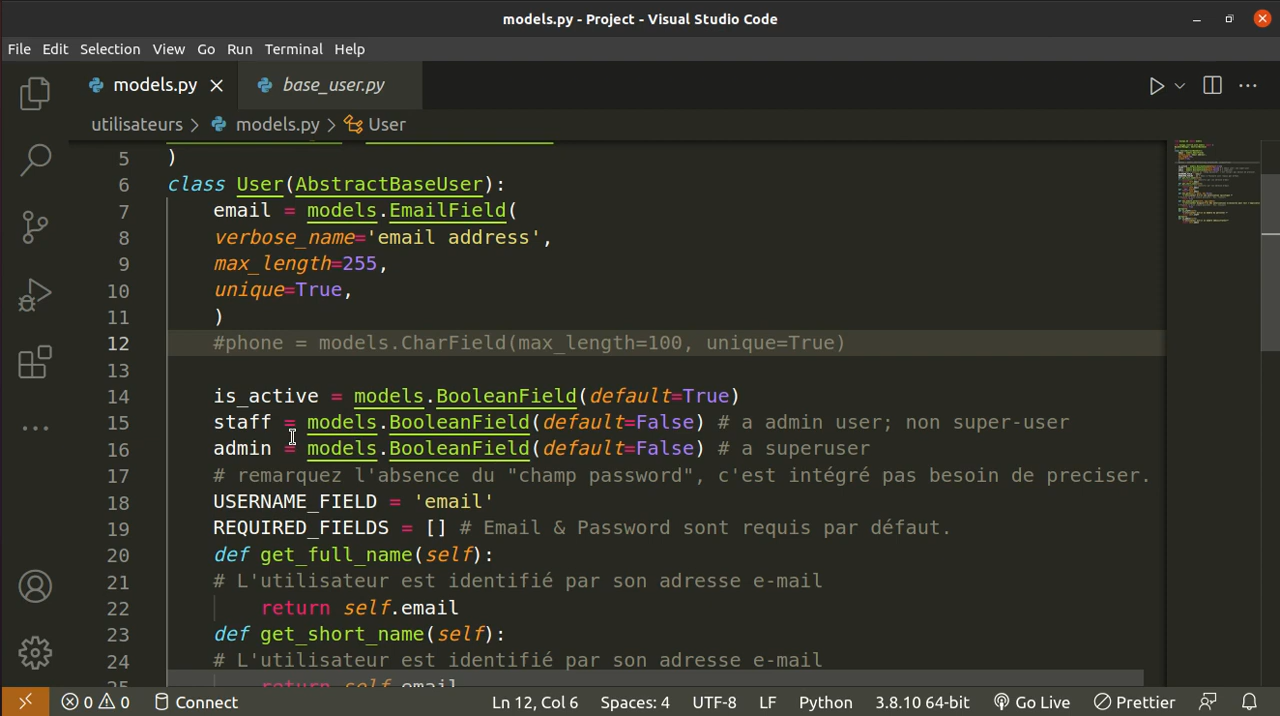 models.py - Project - Visual Studio Code
File Edit Selection View Go Run Terminal Help
models.py base_user.py
utilisateurs > models.py > User
5 )
6 class User(AbstractBaseUser):
7 email = models.EmailField(
8 verbose_name='email address',
9 max_length=255,
10 unique=True,
11 )
12 #phone = models.CharField(max_length=100, unique=True)
13
14 is_active = models.BooleanField(default=True)
15 staff = models.BooleanField(default=False) # a admin user; non super-user
16 admin = models.BooleanField(default=False) # a superuser
17 # remarquez l'absence du "champ password", c'est intégré pas besoin de preciser.
18 USERNAME_FIELD = 'email'
19 REQUIRED_FIELDS = [] # Email & Password sont requis par défaut.
20 def get_full_name(self):
21 # L'utilisateur est identifié par son adresse e-mail
22 return self.email
23 def get_short_name(self):
24 # L'utilisateur est identifié par son adresse e-mail
25 return self.email
0 0 Connect Ln 12, Col 6 Spaces: 4 UTF-8 LF Python 3.8.10 64-bit Go Live Prettier